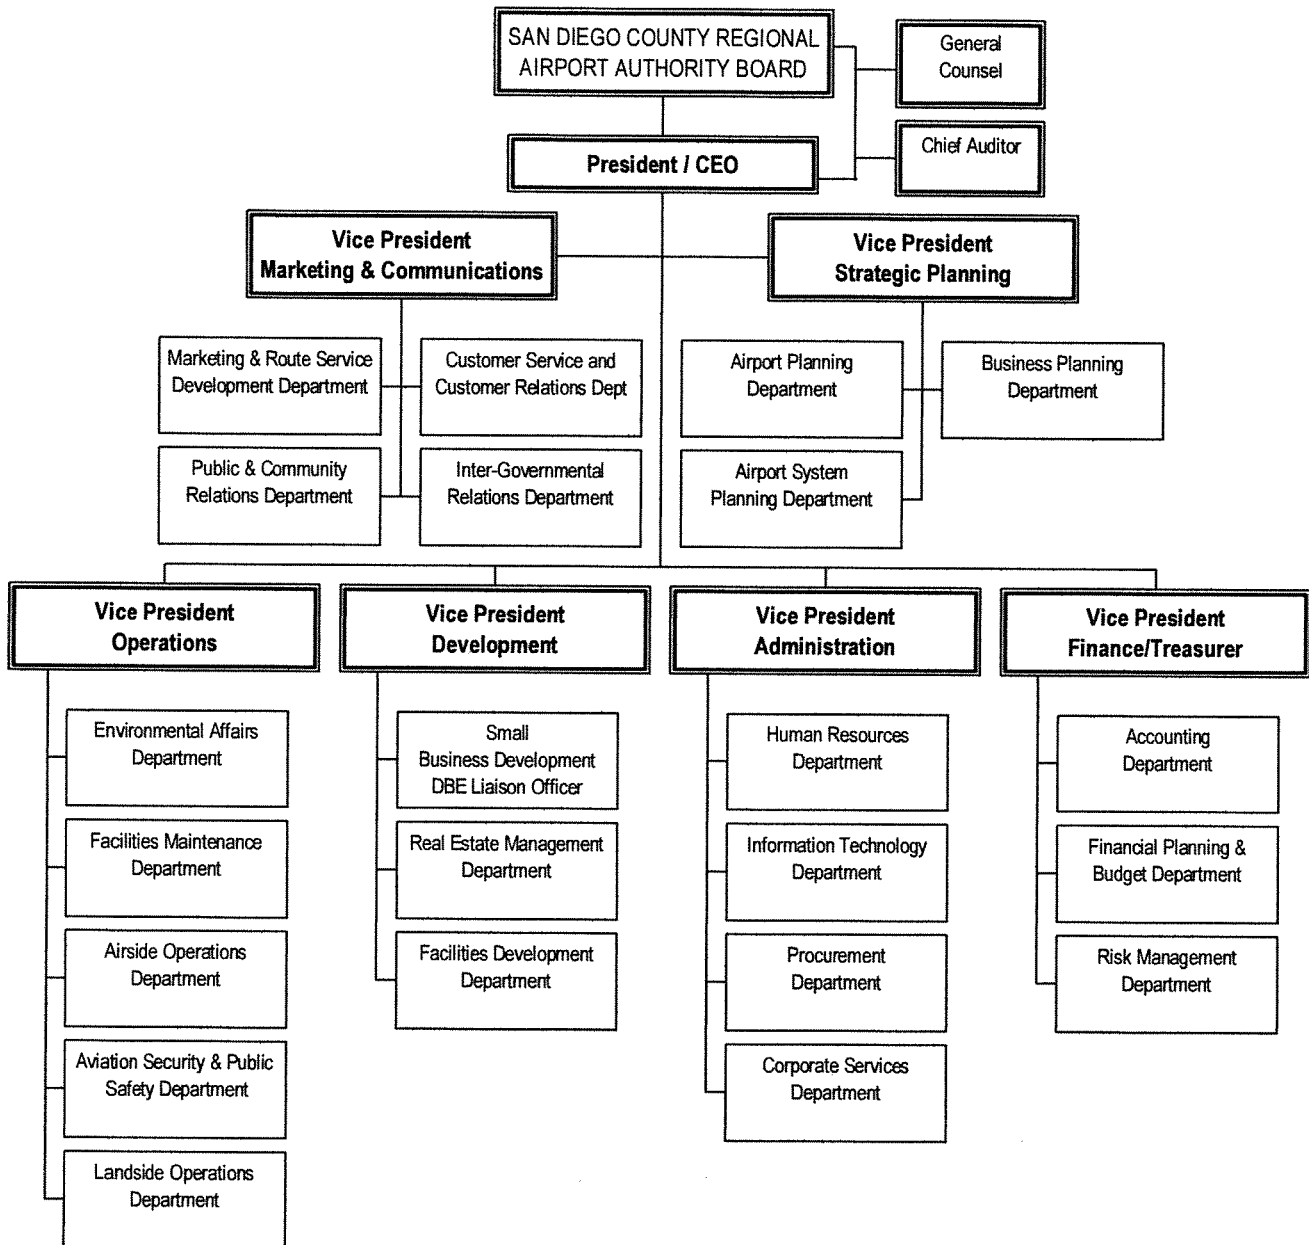 SAN DIEGO COUNTY REGIONAL
AIRPORT AUTHORITY BOARD
General
Counsel
President / CEO
Chief Auditor
Vice President
Marketing & Communications
Vice President
Strategic Planning
Marketing & Route Service
Development Department
Customer Service and
Customer Relations Dept
Airport Planning
Department
Business Planning
Department
Public & Community
Relations Department
Inter-Governmental
Relations Department
Airport System
Planning Department
Vice President
Operations
Vice President
Development
Vice President
Administration
Vice President
Finance/Treasurer
Environmental Affairs
Department
Facilities Maintenance
Department
Airside Operations
Department
Aviation Security & Public
Safety Department
Landside Operations
Department
Small
Business Development
DBE Liaison Officer
Real Estate Management
Department
Facilities Development
Department
Human Resources
Department
Information Technology
Department
Procurement
Department
Corporate Services
Department
Accounting
Department
Financial Planning &
Budget Department
Risk Management
Department